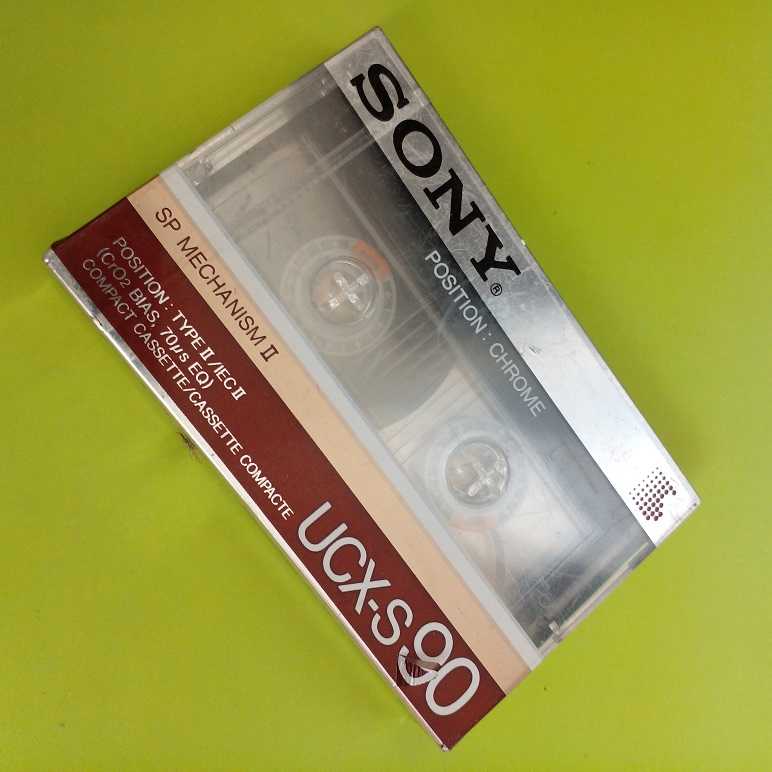 SONY®
POSITION : CHROME
SP MECHANISM II
POSITION : TYPE II/IEC II
(CrO2 BIAS, 70μs EQ)
COMPACT CASSETTE/CASSETTE COMPACTE
UCX-S 90